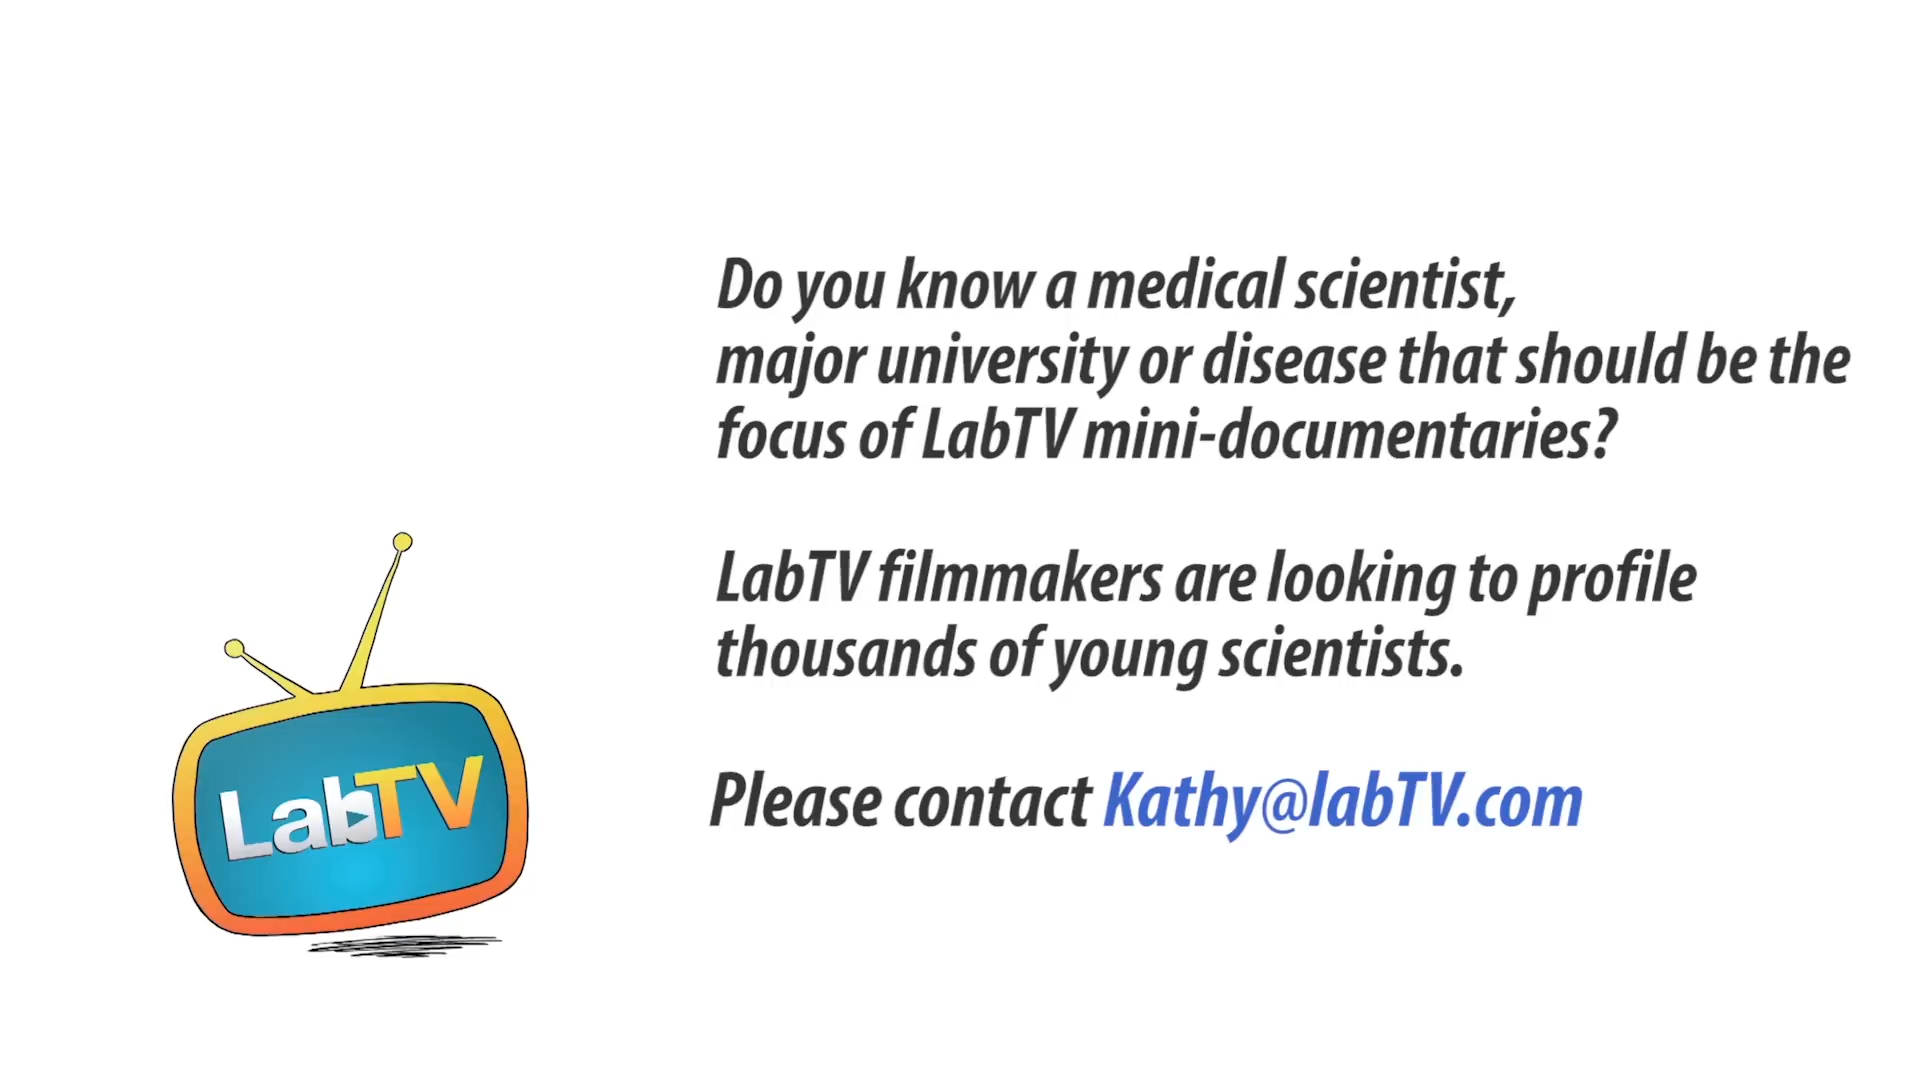 Do you know a medical scientist,
major university or disease that should be the
focus of LabTV mini-documentaries?
LabTV filmmakers are looking to profile
thousands of young scientists.
LabTV
Please contact Kathy@labTV.com